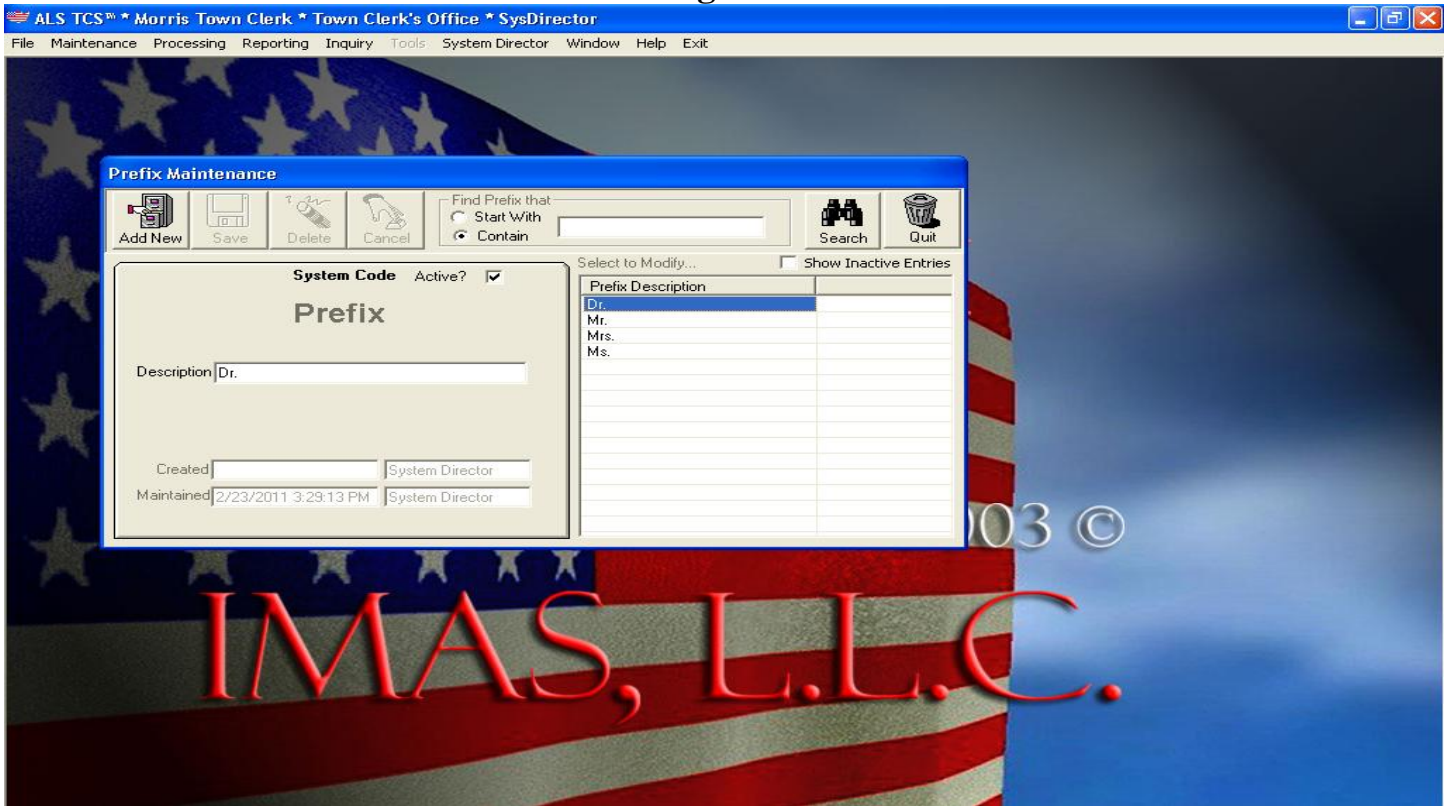 ALS TCS™ * Morris Town Clerk * Town Clerk's Office * SysDirector
File Maintenance Processing Reporting Inquiry Tools System Director Window Help Exit
Prefix Maintenance
Add New Save Delete Cancel
Find Prefix that
Start With
Contain
Search Quit
System Code Active?
Prefix
Description Dr.
Created System Director
Maintained 2/23/2011 3:29:13 PM System Director
Select to Modify... Show Inactive Entries
Prefix Description
Dr.
Mr.
Mrs.
Ms.
003 ©
IMAS, L.L.C.